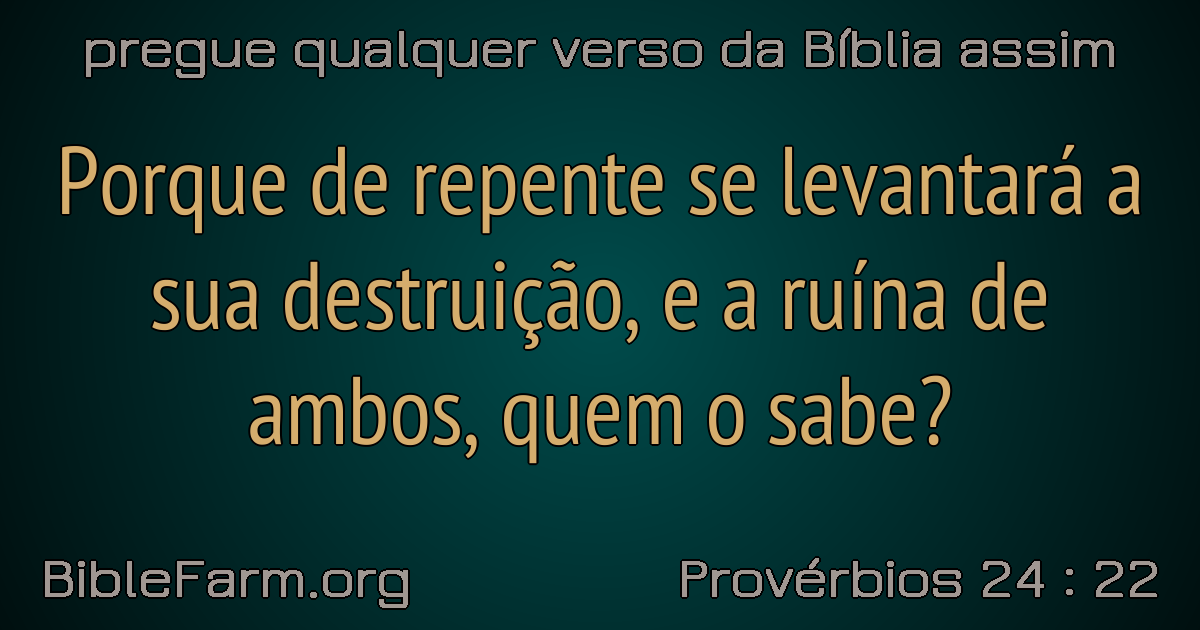 pregue qualquer verso da Bíblia assim
Porque de repente se levantará a
sua destruição, e a ruína de
ambos, quem o sabe?
BibleFarm.org
Provérbios 24 : 22